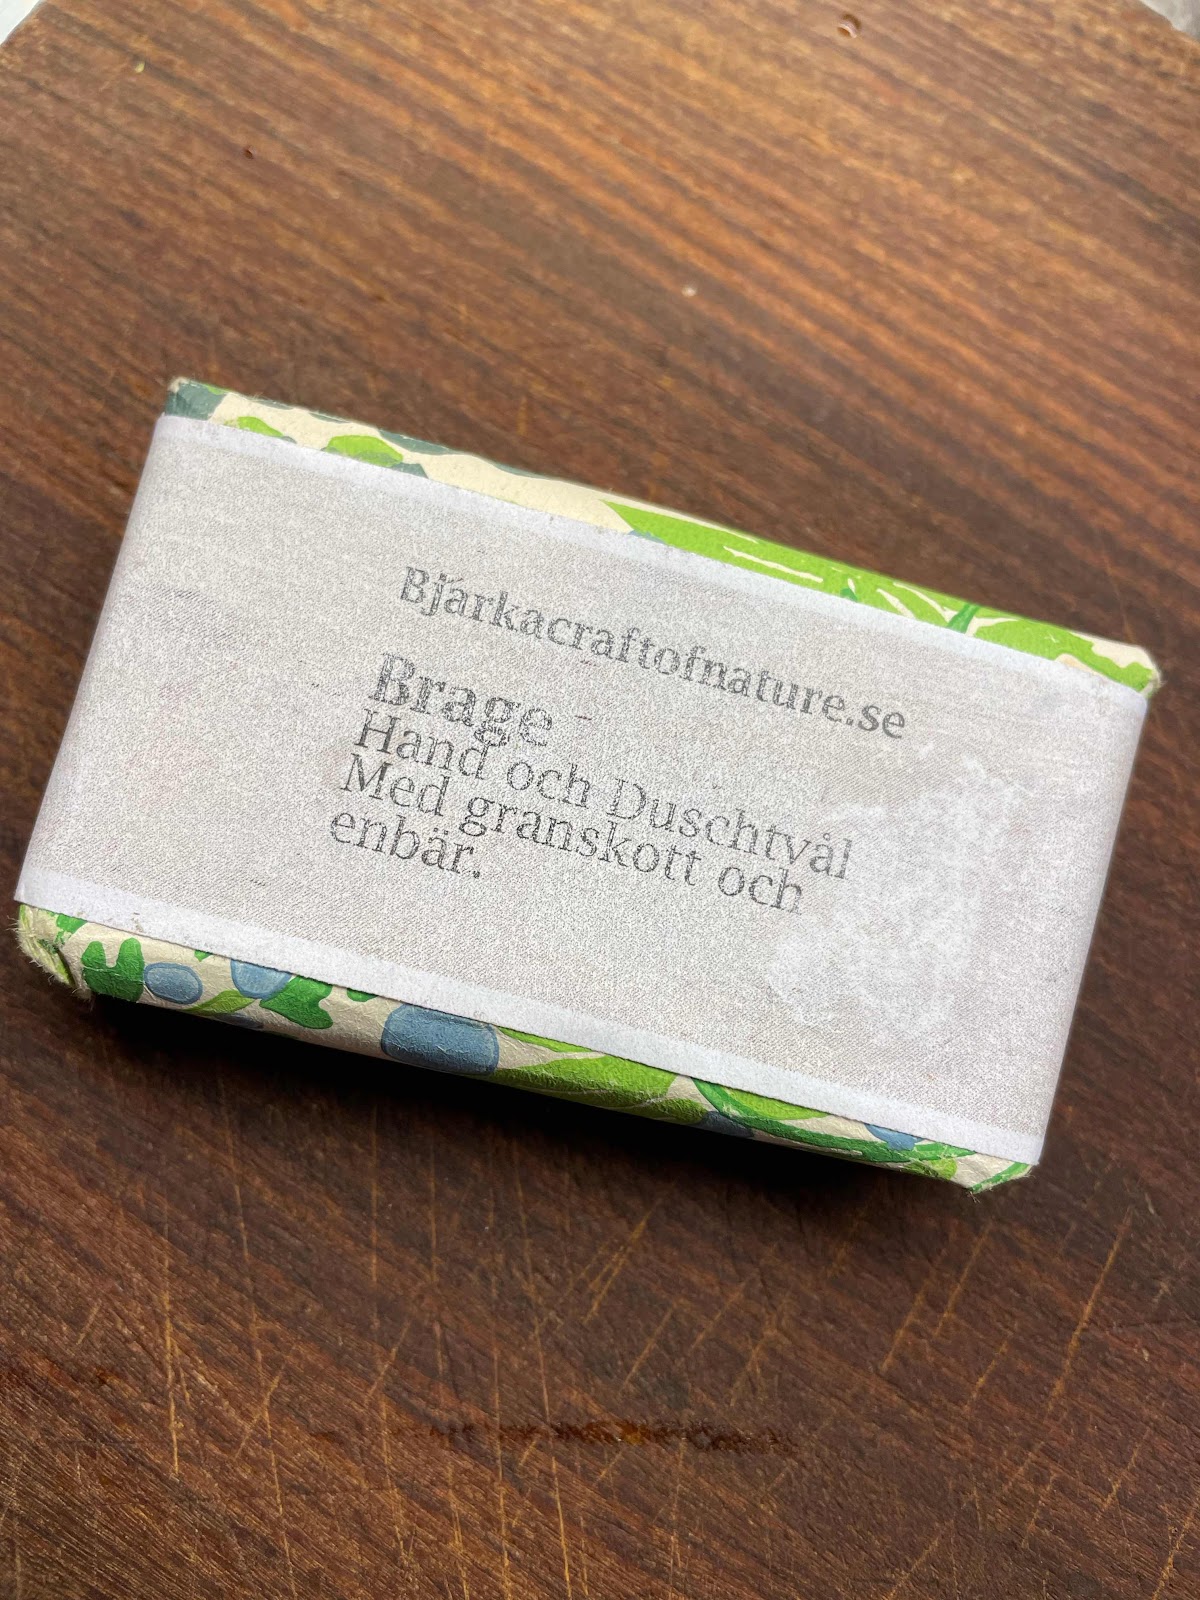 Bjarkacraftofnature.se
Brage
Hand och Duschtvål
Med granskott och
enbär.